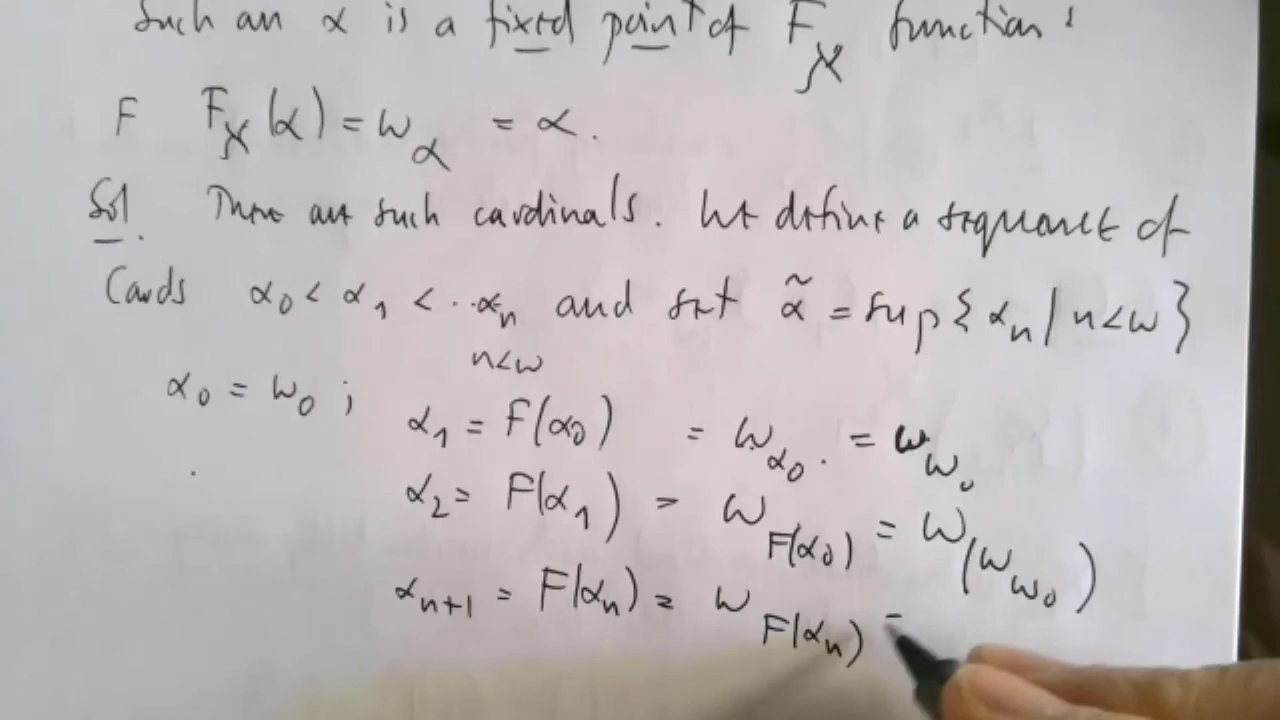 Such an α is a fixed point of F_ℵ function:
F F_ℵ(α) = ω_α = α.
Sol. There are such cardinals. We define a sequence of
Cards α_0 < α_1 < ..α_n and set α̃ = sup{α_n | n<ω}
n<ω
α_0 = ω_0 ; α_1 = F(α_0) = ω_{α_0}. = ω_{ω_0}
α_2 = F(α_1) = ω_{F(α_0)} = ω_{(ω_{ω_0})}
α_{n+1} = F(α_n) = ω_{F(α_n)} =